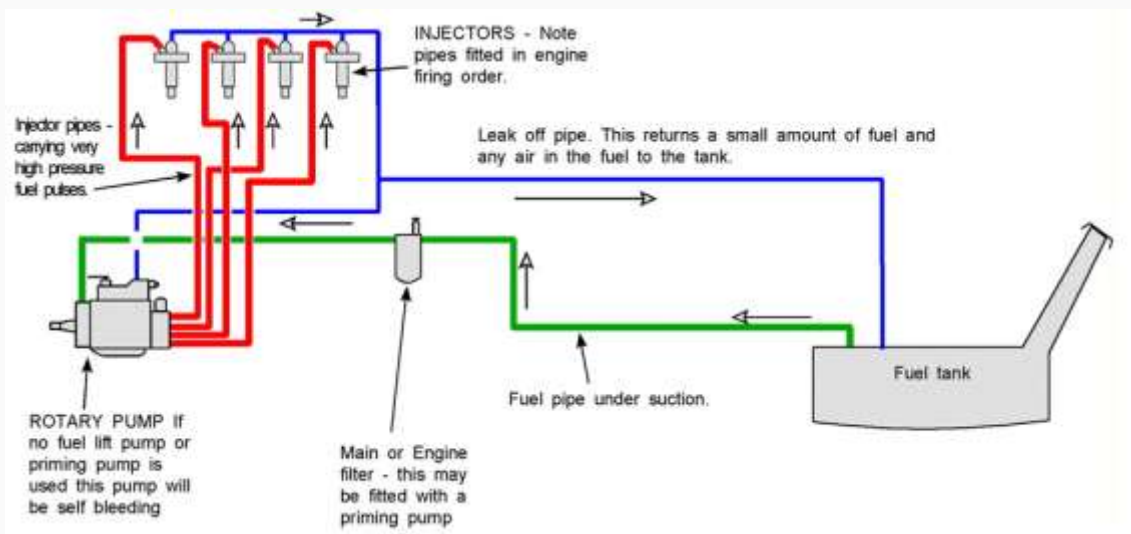 INJECTORS - Note
pipes fitted in engine
firing order.
Injector pipes -
carrying very
high pressure
fuel pulses.
Leak off pipe. This returns a small amount of fuel and
any air in the fuel to the tank.
Fuel tank
Fuel pipe under suction.
ROTARY PUMP If
no fuel lift pump or
priming pump is
used this pump will
be self bleeding
Main or Engine
filter - this may
be fitted with a
priming pump